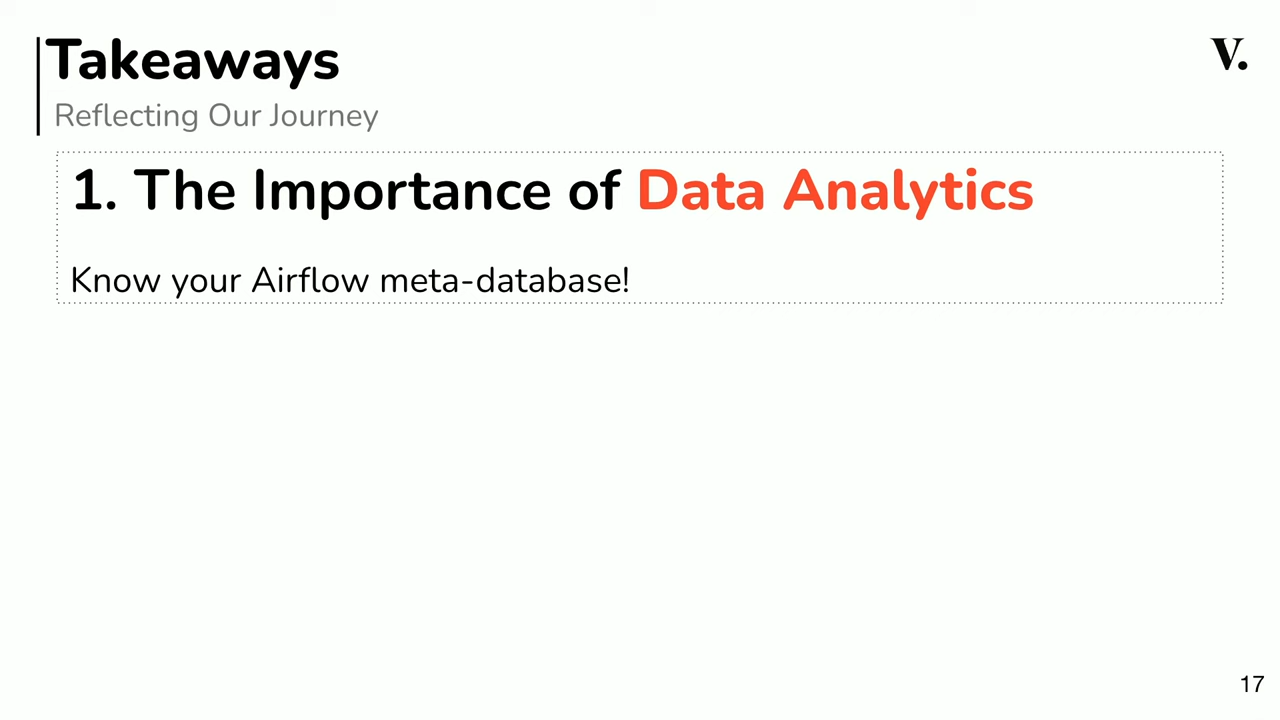 Takeaways
V.
Reflecting Our Journey
1. The Importance of Data Analytics
Know your Airflow meta-database!
17